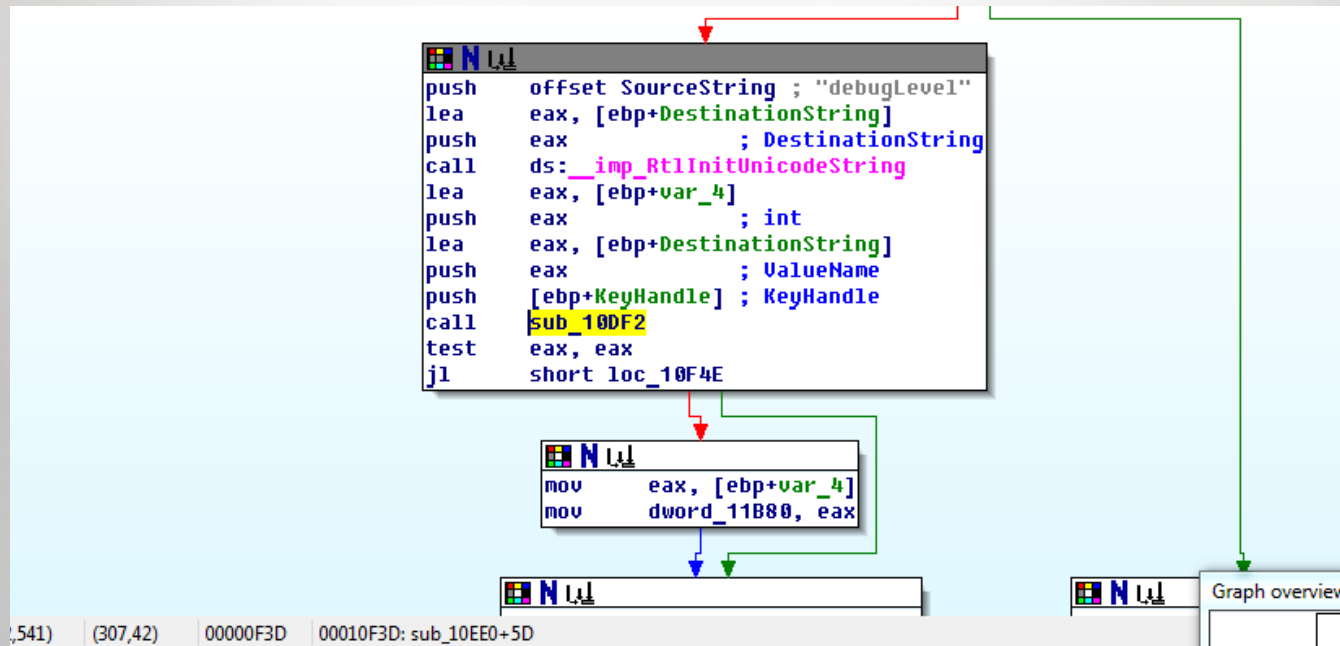 N
push offset SourceString ; "debugLevel"
lea eax, [ebp+DestinationString]
push eax ; DestinationString
call ds:__imp_RtlInitUnicodeString
lea eax, [ebp+var_4]
push eax ; int
lea eax, [ebp+DestinationString]
push eax ; ValueName
push [ebp+KeyHandle] ; KeyHandle
call sub_10DF2
test eax, eax
jl short loc_10F4E
N
mov eax, [ebp+var_4]
mov dword_11B80, eax
N
N
Graph overview
,541) (307,42) 00000F3D 00010F3D: sub_10EE0+5D